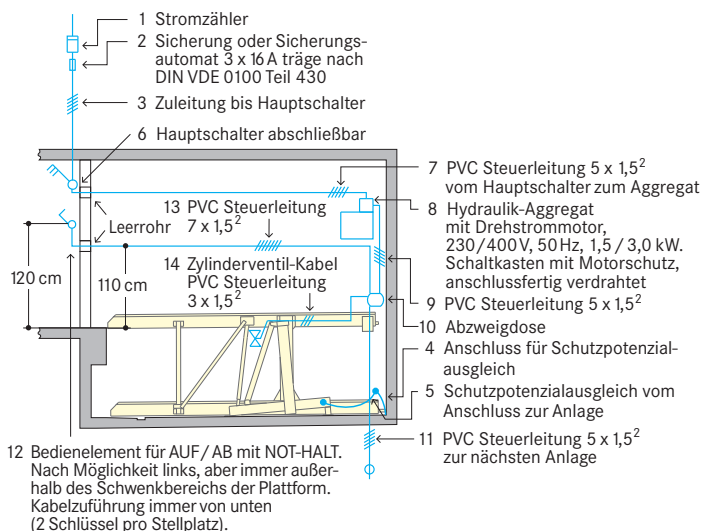 1 Stromzähler
2 Sicherung oder Sicherungs-
automat 3 x 16 A träge nach
DIN VDE 0100 Teil 430
3 Zuleitung bis Hauptschalter
6 Hauptschalter abschließbar
7 PVC Steuerleitung 5 x 1,5²
vom Hauptschalter zum Aggregat
8 Hydraulik-Aggregat
mit Drehstrommotor,
230/400 V, 50 Hz, 1,5 / 3,0 kW.
Schaltkasten mit Motorschutz,
anschlussfertig verdrahtet
9 PVC Steuerleitung 5 x 1,5²
10 Abzweigdose
4 Anschluss für Schutzpotenzial-
ausgleich
5 Schutzpotenzialausgleich vom
Anschluss zur Anlage
11 PVC Steuerleitung 5 x 1,5²
zur nächsten Anlage
13 PVC Steuerleitung
7 x 1,5²
Leerrohr
14 Zylinderventil-Kabel
PVC Steuerleitung
3 x 1,5²
120 cm
110 cm
12 Bedienelement für AUF/ AB mit NOT-HALT.
Nach Möglichkeit links, aber immer außer-
halb des Schwenkbereichs der Plattform.
Kabelzuführung immer von unten
(2 Schlüssel pro Stellplatz).